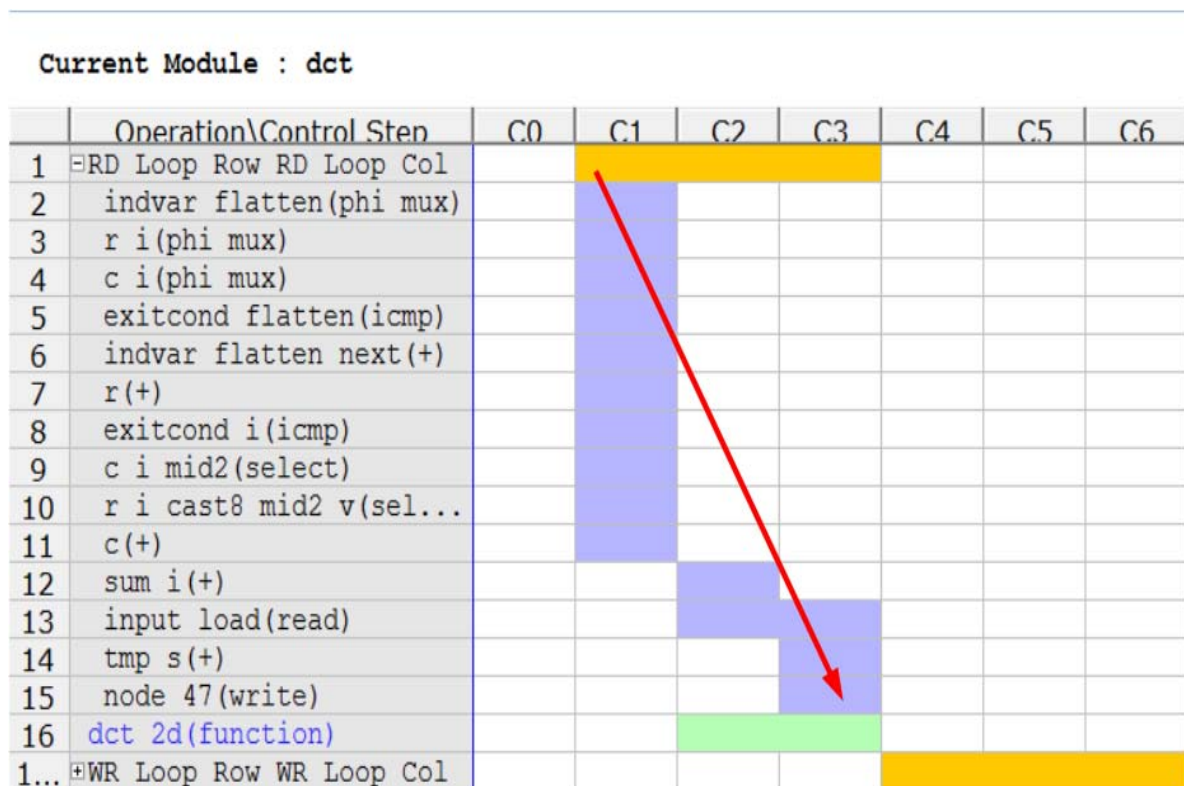 Current Module : dct
Operation\Control Step C0 C1 C2 C3 C4 C5 C6
1 RD Loop Row RD Loop Col
2 indvar flatten(phi mux)
3 r i(phi mux)
4 c i(phi mux)
5 exitcond flatten(icmp)
6 indvar flatten next(+)
7 r(+)
8 exitcond i(icmp)
9 c i mid2(select)
10 r i cast8 mid2 v(sel...
11 c(+)
12 sum i(+)
13 input load(read)
14 tmp s(+)
15 node 47(write)
16 dct 2d(function)
1... WR Loop Row WR Loop Col